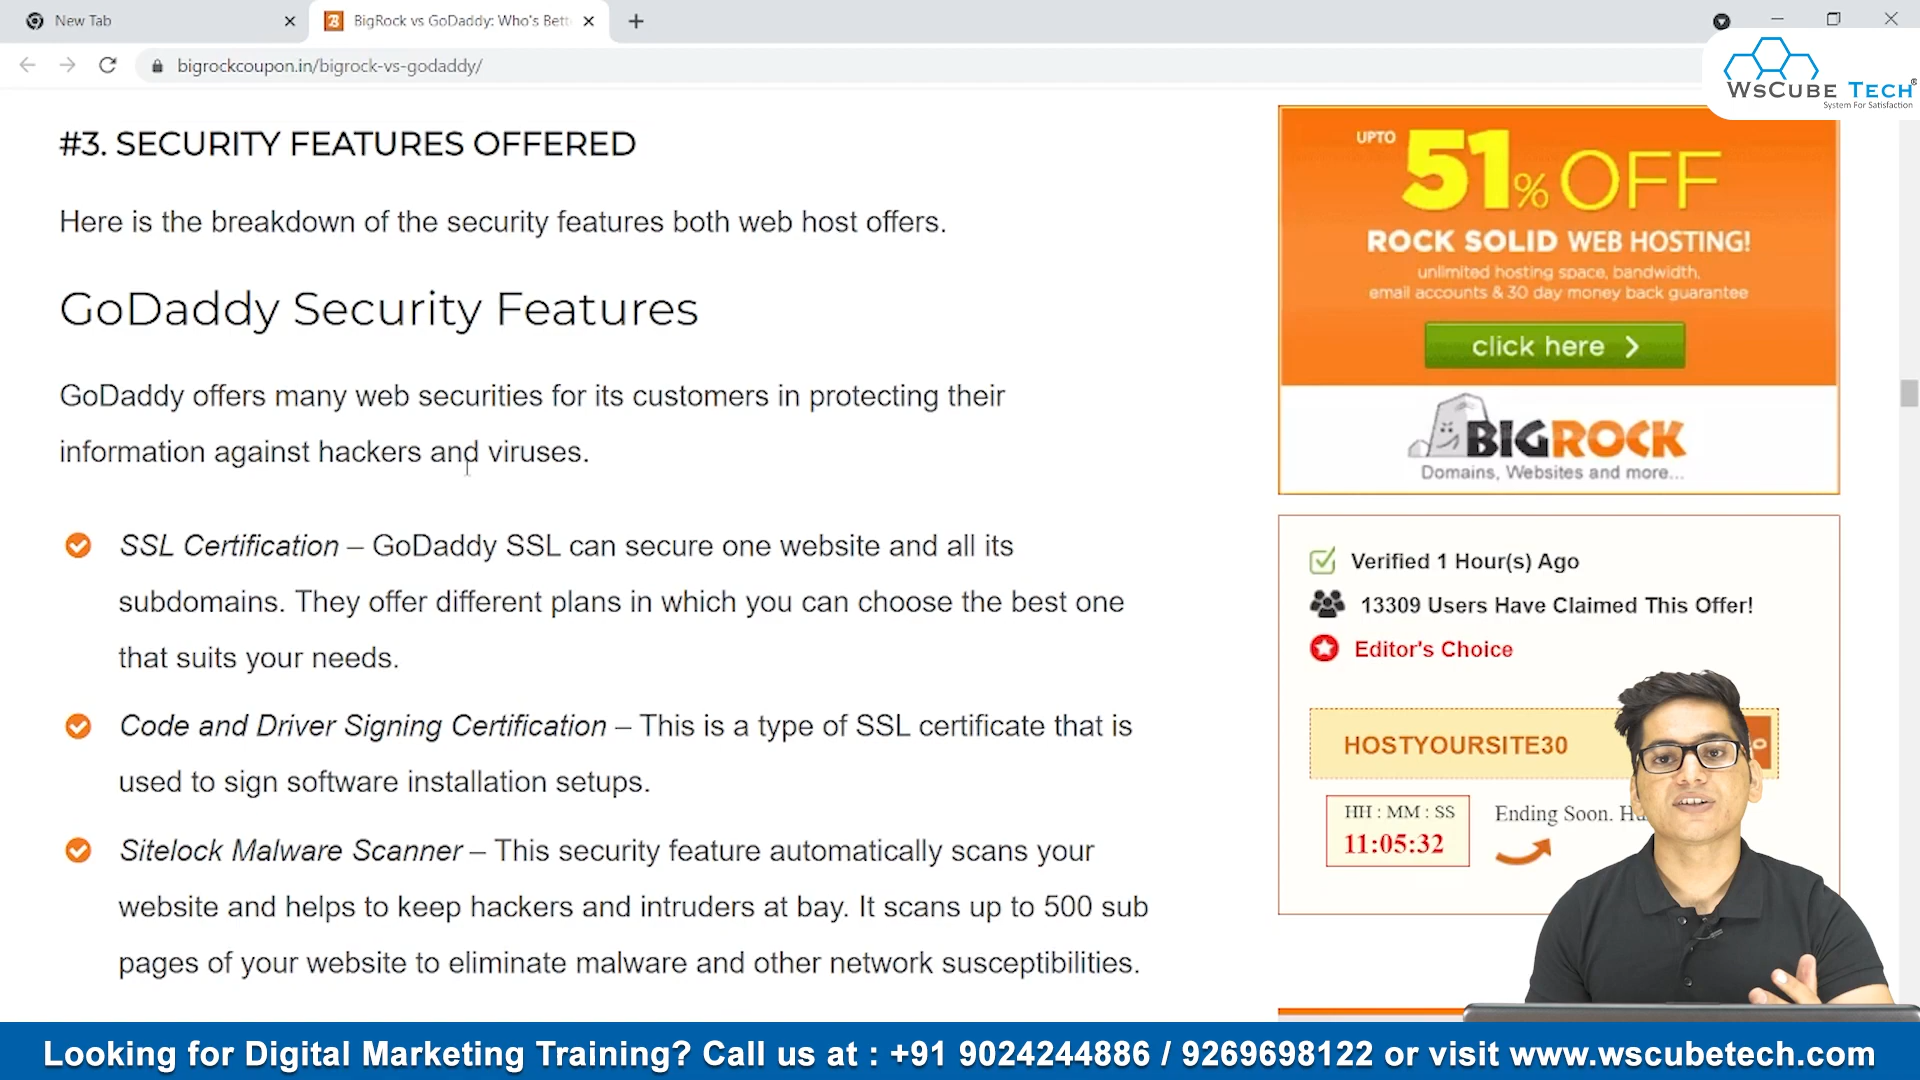 New Tab
BigRock vs GoDaddy: Who's Bett
bigrockcoupon.in/bigrock-vs-godaddy/
WSCUBE TECH®
System For Satisfaction
#3. SECURITY FEATURES OFFERED
Here is the breakdown of the security features both web host offers.
GoDaddy Security Features
GoDaddy offers many web securities for its customers in protecting their
information against hackers and viruses.
SSL Certification – GoDaddy SSL can secure one website and all its
subdomains. They offer different plans in which you can choose the best one
that suits your needs.
Code and Driver Signing Certification – This is a type of SSL certificate that is
used to sign software installation setups.
Sitelock Malware Scanner – This security feature automatically scans your
website and helps to keep hackers and intruders at bay. It scans up to 500 sub
pages of your website to eliminate malware and other network susceptibilities.
UPTO
51% OFF
ROCK SOLID WEB HOSTING!
unlimited hosting space, bandwidth,
email accounts & 30 day money back guarantee
click here >
BIGROCK
Domains, Websites and more...
Verified 1 Hour(s) Ago
13309 Users Have Claimed This Offer!
Editor's Choice
HOSTYOURSITE30
HH : MM : SS
11:05:32
Ending Soon.
Looking for Digital Marketing Training? Call us at : +91 9024244886 / 9269698122 or visit www.wscubetech.com